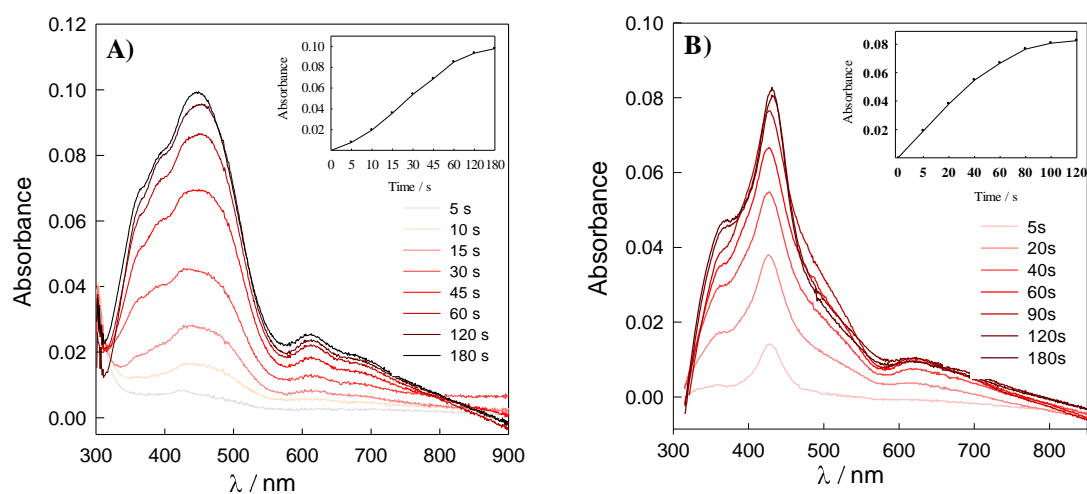 A)
0.12
0.10
0.08
0.06
0.04
0.02
0.00
Absorbance
300 400 500 600 700 800 900
λ / nm
0.10
0.08
0.06
0.04
0.02
Absorbance
0 5 10 15 30 45 60 120 180
Time / s
5 s
10 s
15 s
30 s
45 s
60 s
120 s
180 s
B)
0.10
0.08
0.06
0.04
0.02
0.00
Absorbance
300 400 500 600 700 800
λ / nm
0.08
0.06
0.04
0.02
Absorbance
0 5 20 40 60 80 100 120
Time / s
5s
20s
40s
60s
90s
120s
180s